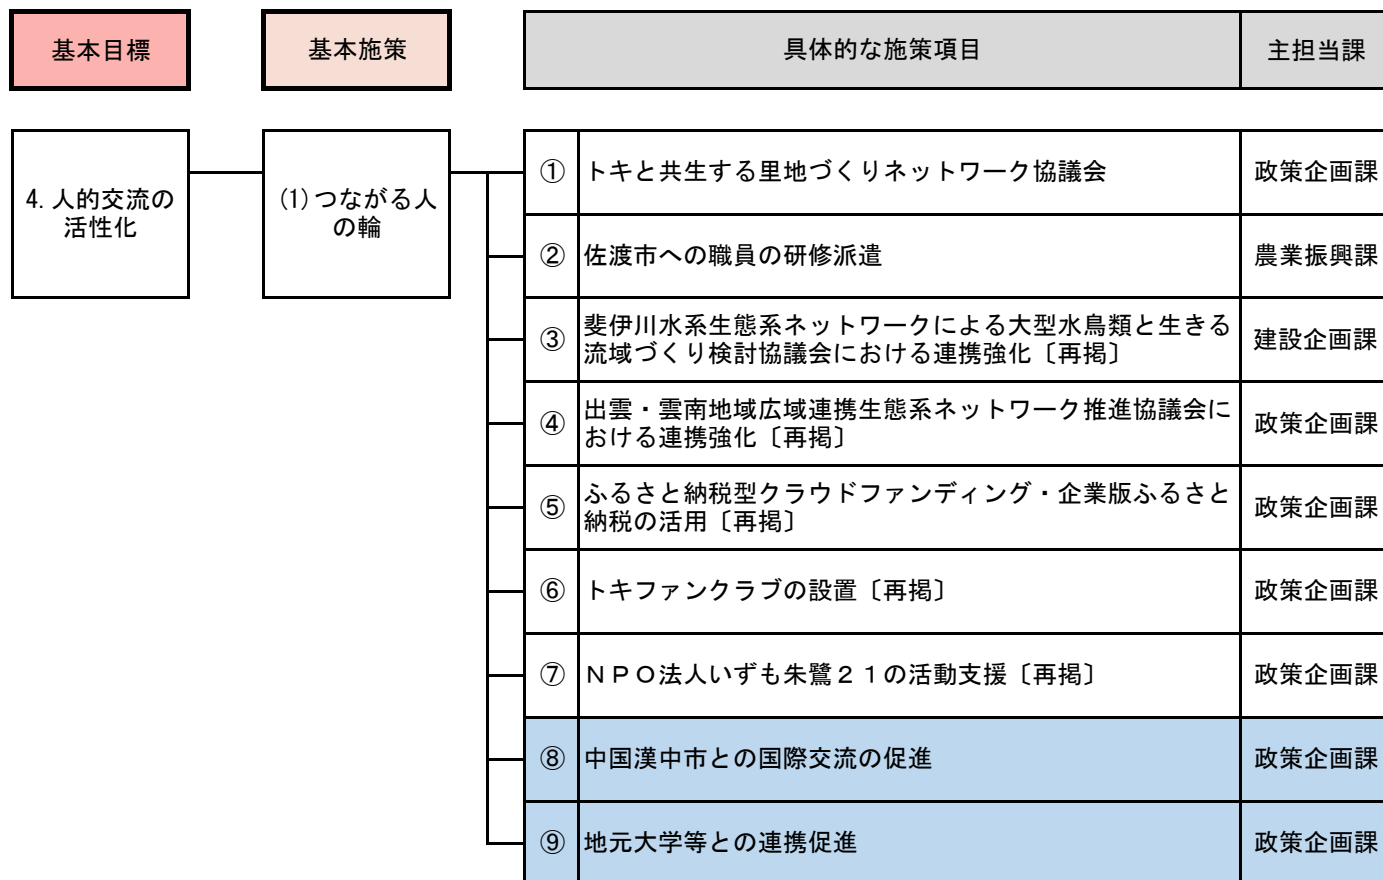 基本目標
基本施策
具体的な施策項目
主担当課
4. 人的交流の
活性化
(1)つながる人
の輪
① トキと共生する里地づくりネットワーク協議会 政策企画課
② 佐渡市への職員の研修派遣 農業振興課
③ 斐伊川水系生態系ネットワークによる大型水鳥類と生きる
流域づくり検討協議会における連携強化〔再掲〕 建設企画課
④ 出雲・雲南地域広域連携生態系ネットワーク推進協議会に
おける連携強化〔再掲〕 政策企画課
⑤ ふるさと納税型クラウドファンディング・企業版ふるさと
納税の活用〔再掲〕 政策企画課
⑥ トキファンクラブの設置〔再掲〕 政策企画課
⑦ ＮＰＯ法人いずも朱鷺２１の活動支援〔再掲〕 政策企画課
⑧ 中国漢中市との国際交流の促進 政策企画課
⑨ 地元大学等との連携促進 政策企画課